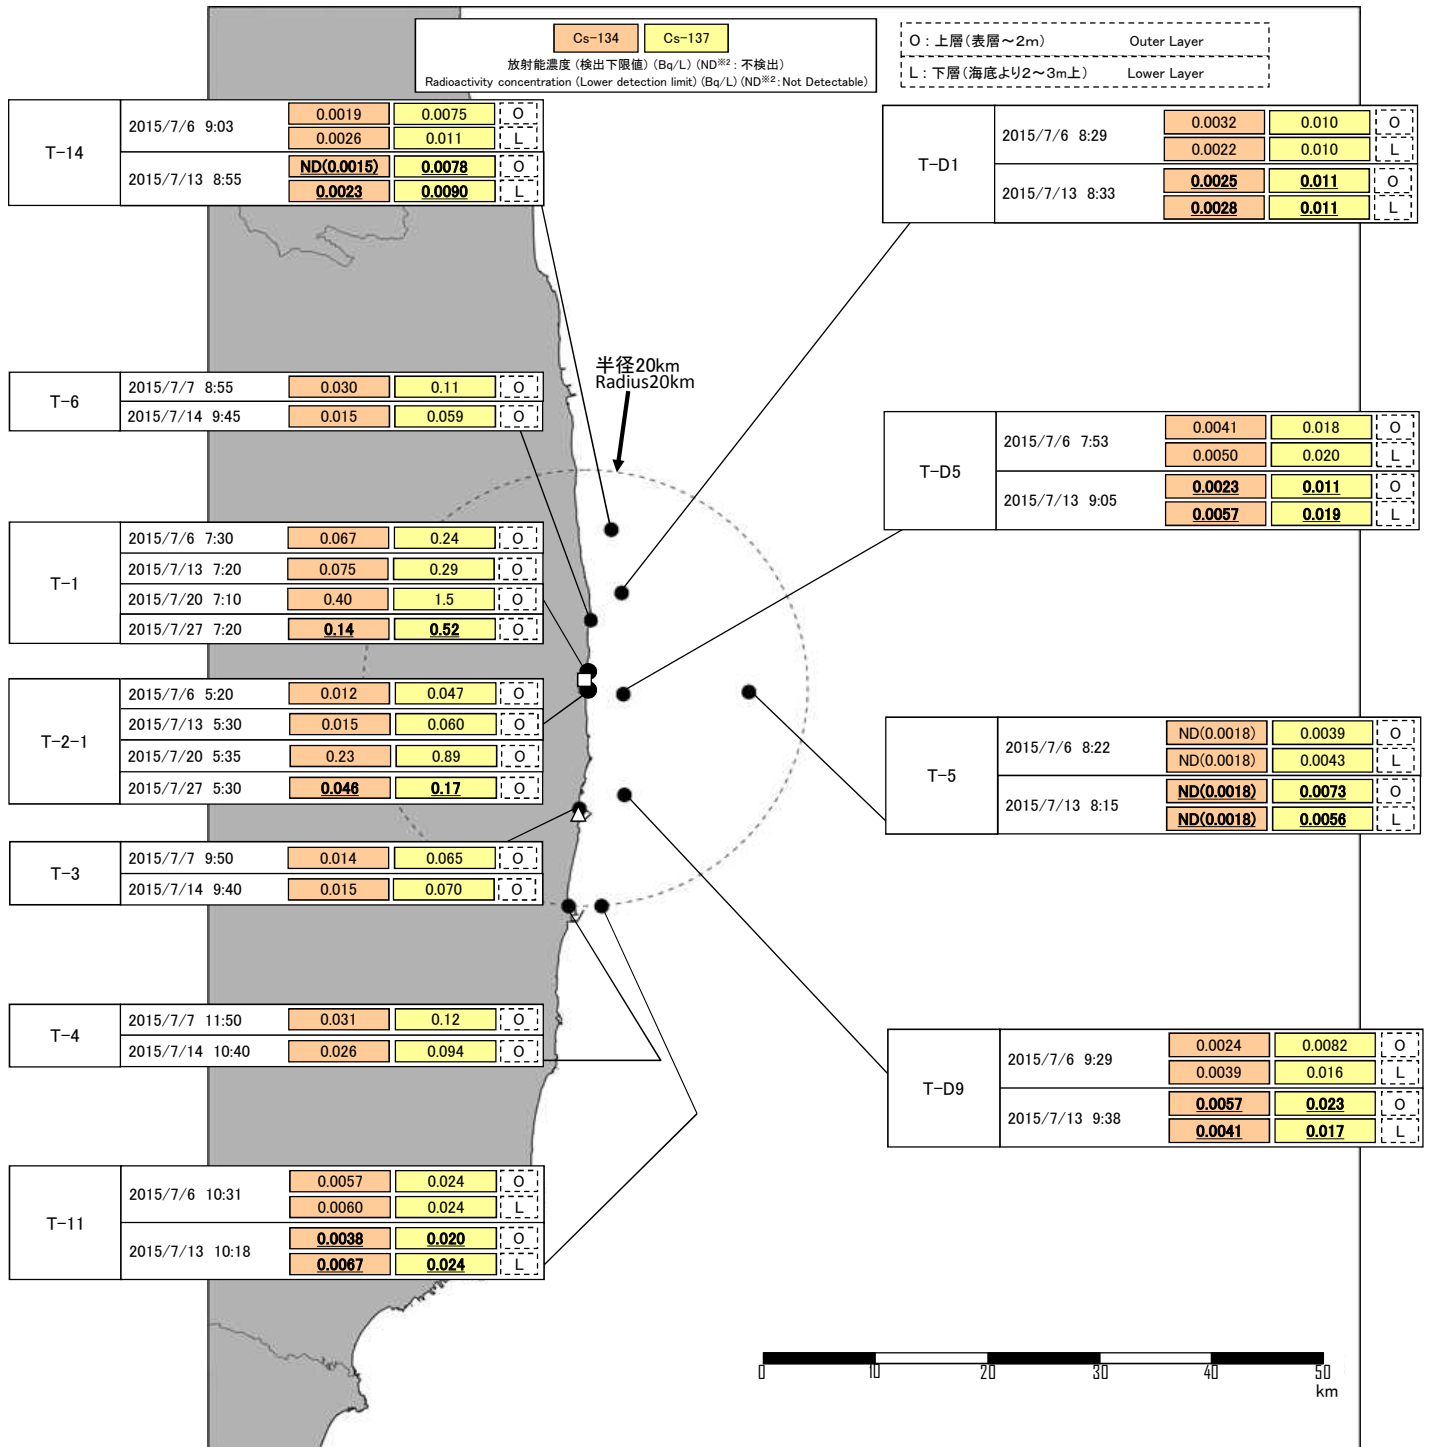 Cs-134 Cs-137
放射能濃度 (検出下限値) (Bq/L) (ND※2 : 不検出)
Radioactivity concentration (Lower detection limit) (Bq/L) (ND※2 : Not Detectable)
O : 上層(表層～2m) Outer Layer
L : 下層(海底より2～3m上) Lower Layer
T-14
2015/7/6 9:03
0.0019 0.0075 O
0.0026 0.011 L
2015/7/13 8:55
ND(0.0015) 0.0078 O
0.0023 0.0090 L
T-D1
2015/7/6 8:29
0.0032 0.010 O
0.0022 0.010 L
2015/7/13 8:33
0.0025 0.011 O
0.0028 0.011 L
半径20km
Radius20km
T-6
2015/7/7 8:55 0.030 0.11 O
2015/7/14 9:45 0.015 0.059 O
T-D5
2015/7/6 7:53
0.0041 0.018 O
0.0050 0.020 L
2015/7/13 9:05
0.0023 0.011 O
0.0057 0.019 L
T-1
2015/7/6 7:30 0.067 0.24 O
2015/7/13 7:20 0.075 0.29 O
2015/7/20 7:10 0.40 1.5 O
2015/7/27 7:20 0.14 0.52 O
T-2-1
2015/7/6 5:20 0.012 0.047 O
2015/7/13 5:30 0.015 0.060 O
2015/7/20 5:35 0.23 0.89 O
2015/7/27 5:30 0.046 0.17 O
T-5
2015/7/6 8:22
ND(0.0018) 0.0039 O
ND(0.0018) 0.0043 L
2015/7/13 8:15
ND(0.0018) 0.0073 O
ND(0.0018) 0.0056 L
T-3
2015/7/7 9:50 0.014 0.065 O
2015/7/14 9:40 0.015 0.070 O
T-4
2015/7/7 11:50 0.031 0.12 O
2015/7/14 10:40 0.026 0.094 O
T-D9
2015/7/6 9:29
0.0024 0.0082 O
0.0039 0.016 L
2015/7/13 9:38
0.0057 0.023 O
0.0041 0.017 L
T-11
2015/7/6 10:31
0.0057 0.024 O
0.0060 0.024 L
2015/7/13 10:18
0.0038 0.020 O
0.0067 0.024 L
0 10 20 30 40 50
km